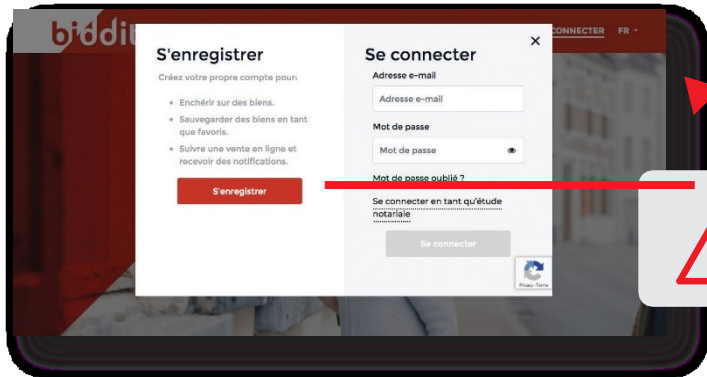 biddit
CONNECTER FR
S'enregistrer
Créez votre propre compte pour:
• Enchérir sur des biens.
• Sauvegarder des biens en tant
que favoris.
• Suivre une vente en ligne et
recevoir des notifications.
S'enregistrer
Se connecter
Adresse e-mail
Adresse e-mail
Mot de passe
Mot de passe
Mot de passe oublié ?
Se connecter en tant qu'étude
notariale
Se connecter
Privacy - Terms